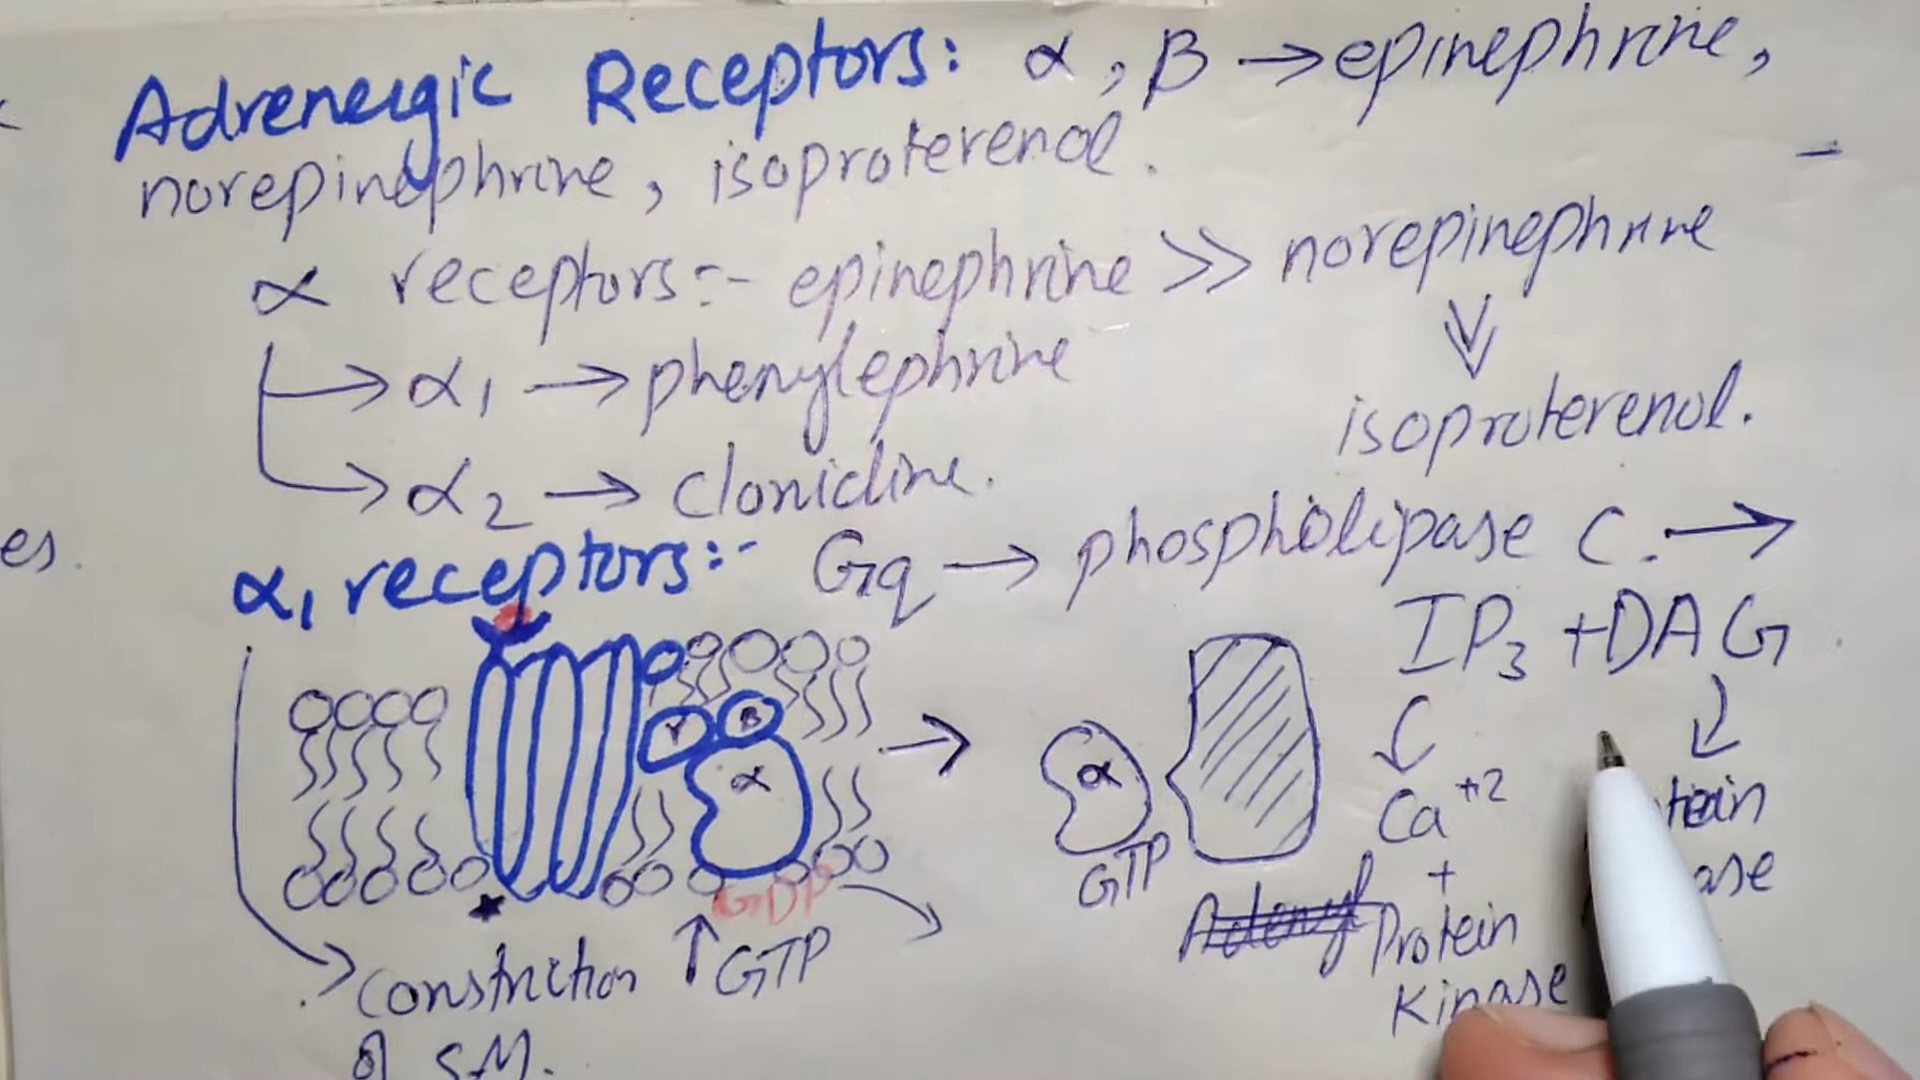 Adrenergic Receptors: α, β → epinephrine,
norepinephrine, isoproterenol.
α receptors:- epinephrine >> norepinephrine
>> isoproterenol.
→ α1 → phenylephrine
→ α2 → clonidine.
es.
α1 receptors:- Gq → phospholipase C. →
IP3 + DAG
γ β
α
α
GTP
Ca+2
+
Protein
Kinase
GDP
↑ GTP
→ constriction
of SM.